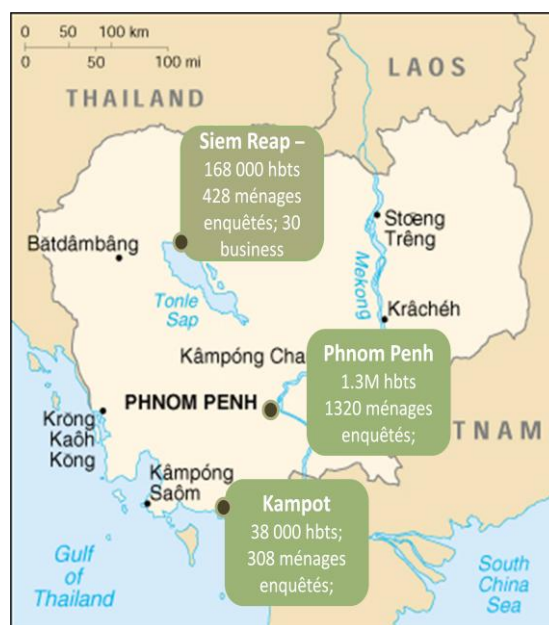 0 50 100 km
0 50 100 mi
THAILAND
LAOS
Siem Reap –
168 000 hbts
428 ménages
enquêtés; 30
business
Stoeng
Trêng
Bătdâmbâng
Tonle
Sap
Mekong
Krâchéh
Kâmpóng Cha
Phnom Penh
1.3M hbts
1320 ménages
enquêtés;
PHNOM PENH
TNAM
Krŏng
Kaôh
Kŏng
Kâmpóng
Saôm
Kampot
38 000 hbts;
308 ménages
enquêtés;
Gulf
of
Thailand
South
China
Sea